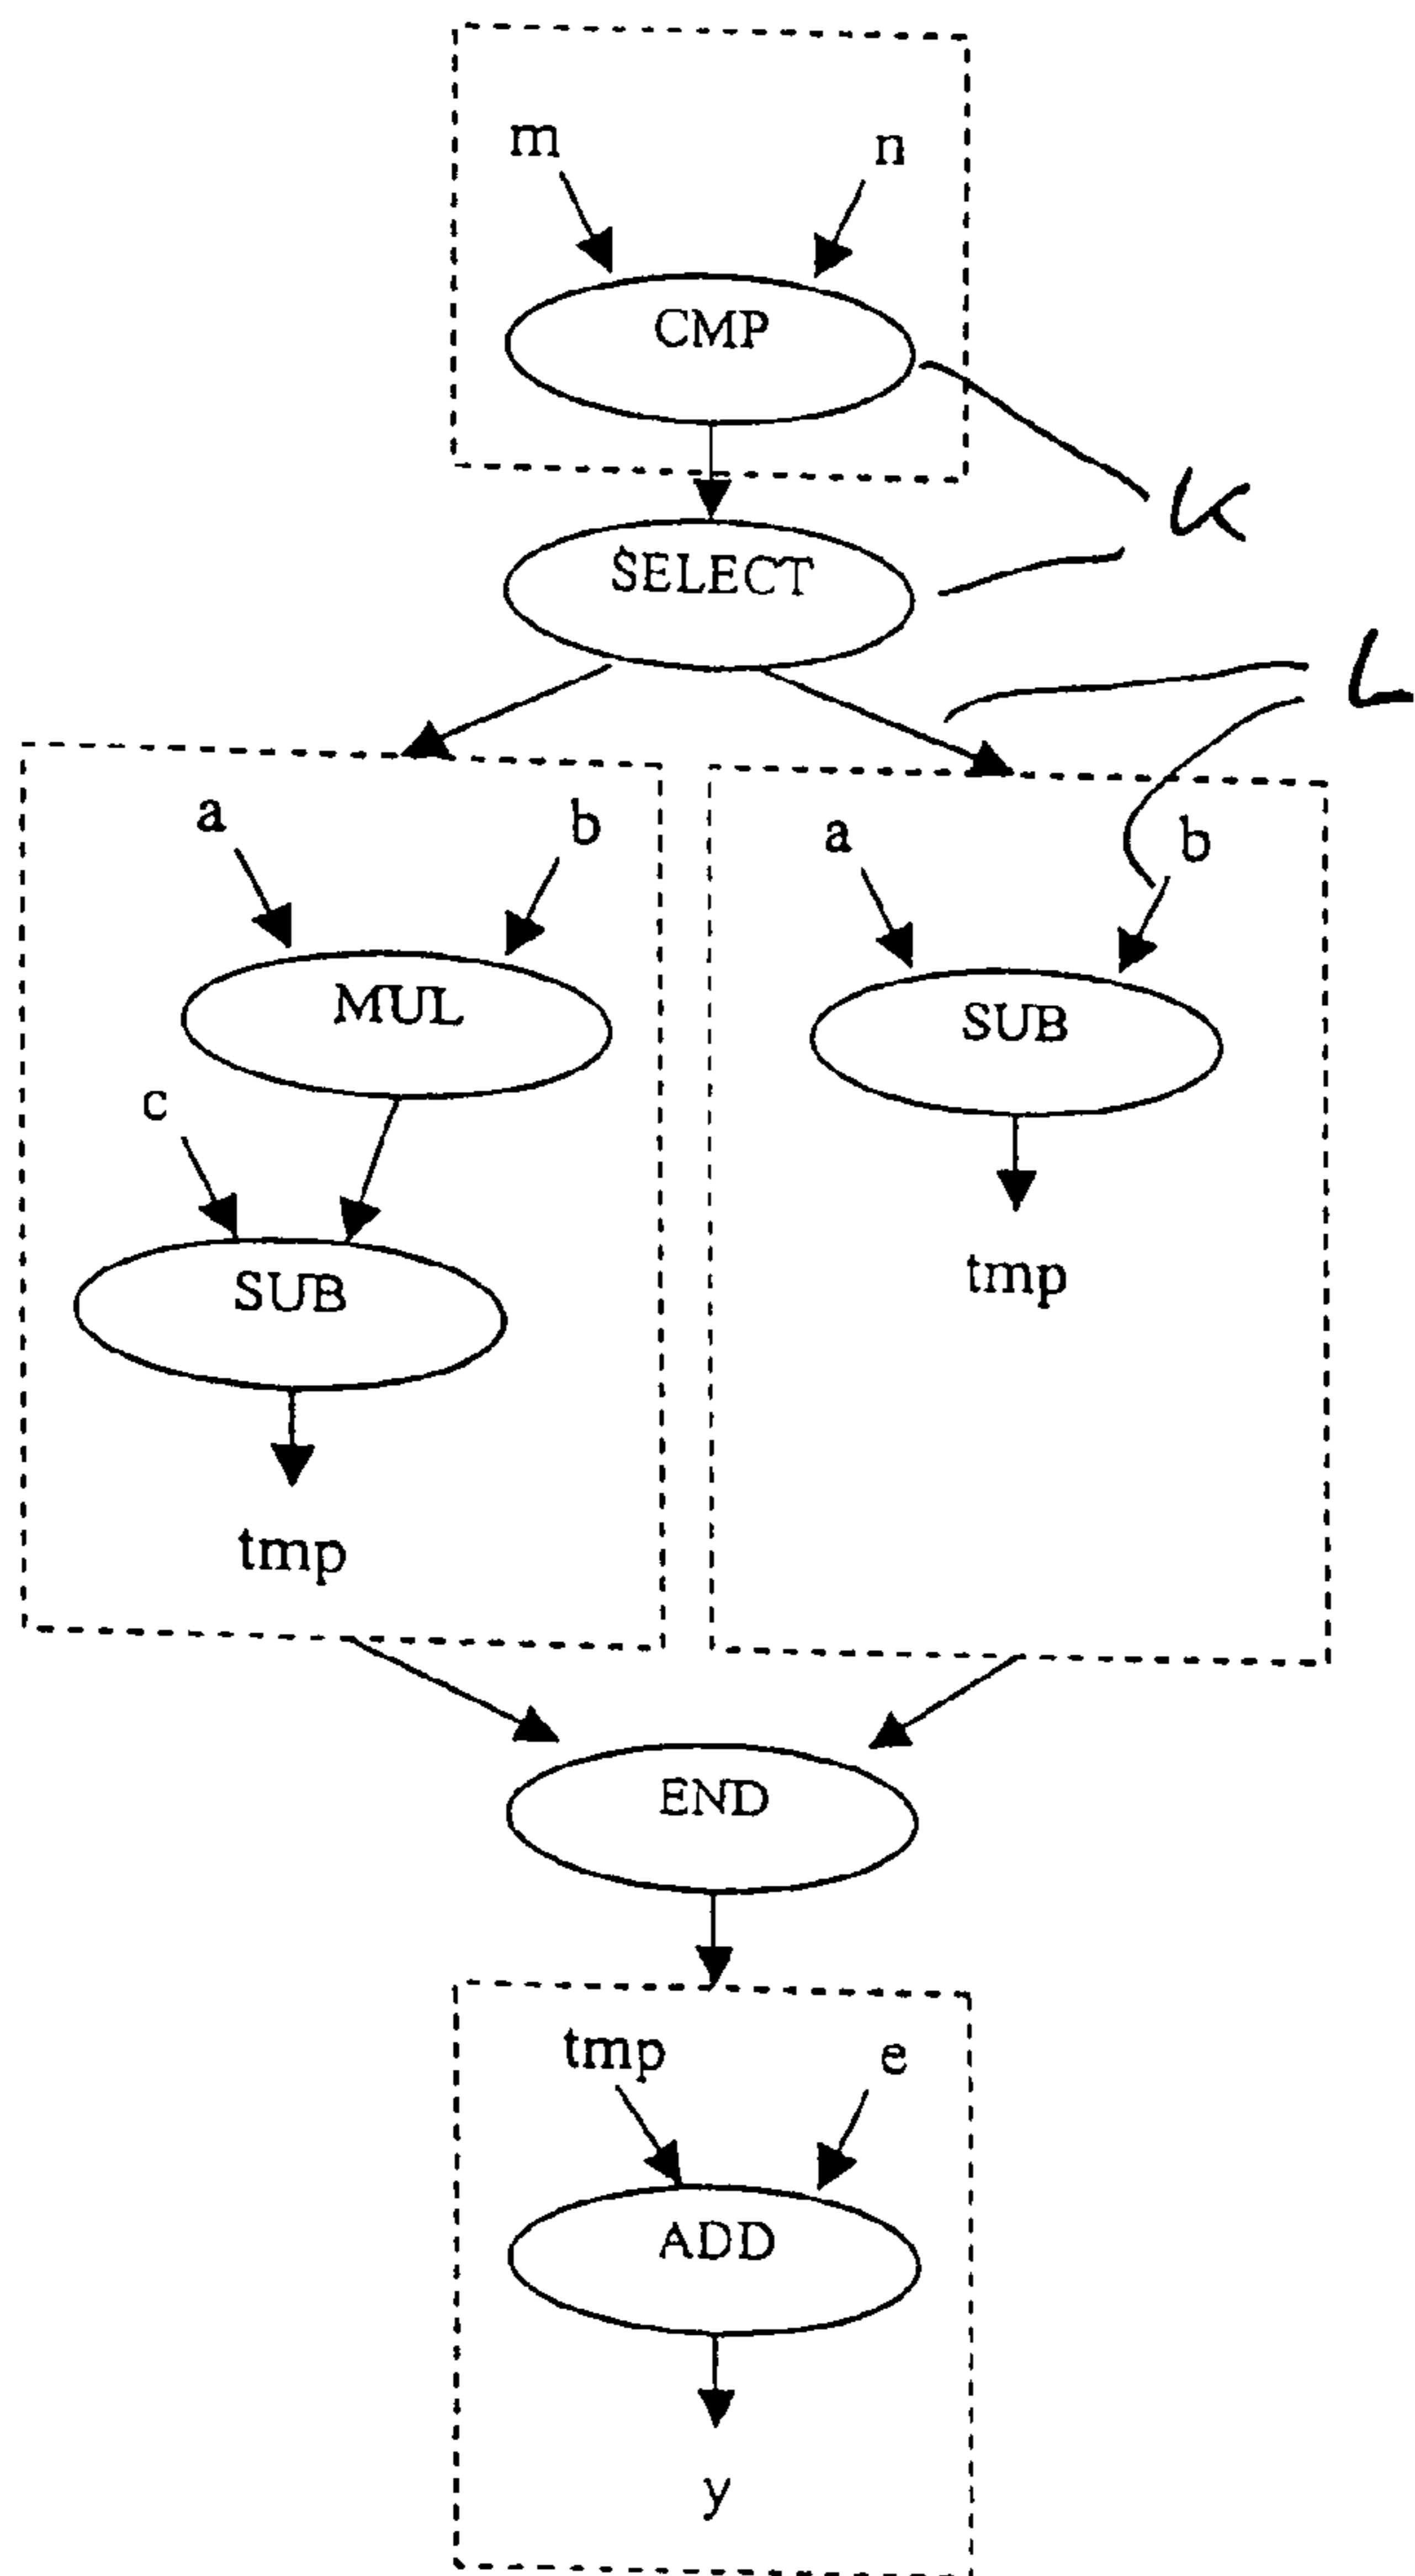 m n
CMP
K
SELECT
L
a b a b
MUL SUB
c
SUB tmp
tmp
END
tmp e
ADD
y